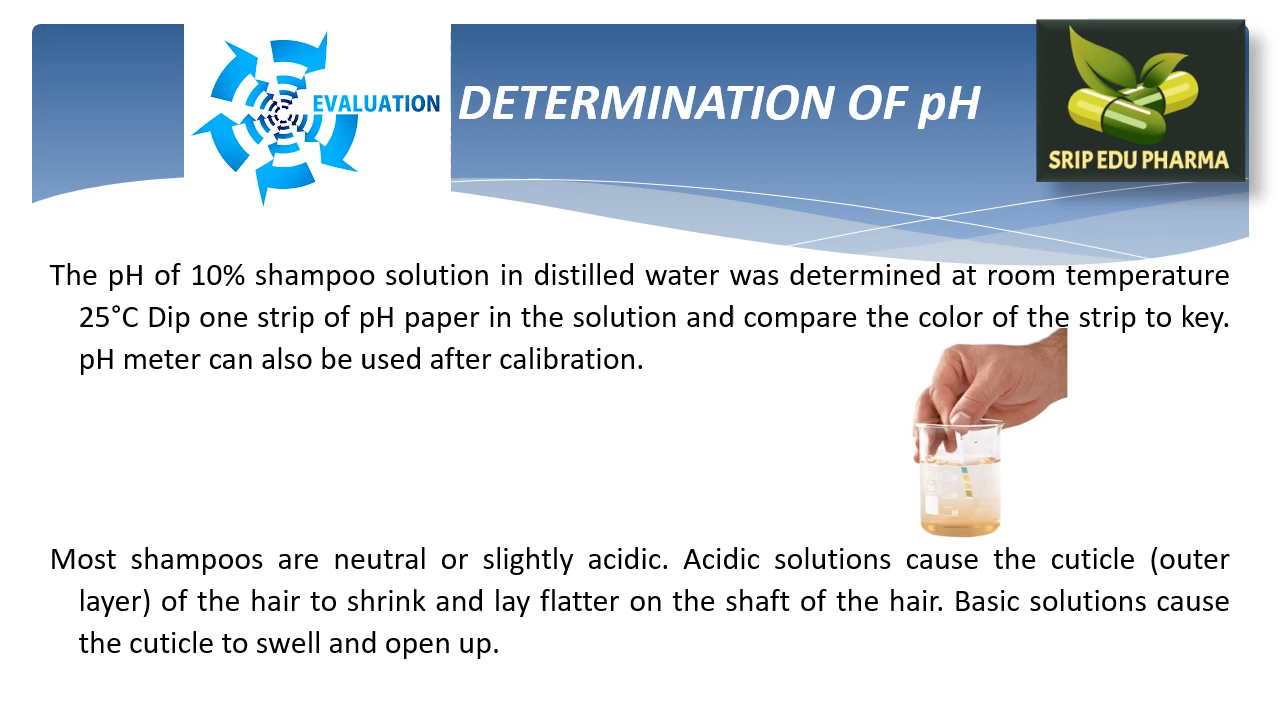 EVALUATION
DETERMINATION OF pH
SRIP EDU PHARMA
The pH of 10% shampoo solution in distilled water was determined at room temperature
25°C Dip one strip of pH paper in the solution and compare the color of the strip to key.
pH meter can also be used after calibration.
Most shampoos are neutral or slightly acidic. Acidic solutions cause the cuticle (outer
layer) of the hair to shrink and lay flatter on the shaft of the hair. Basic solutions cause
the cuticle to swell and open up.